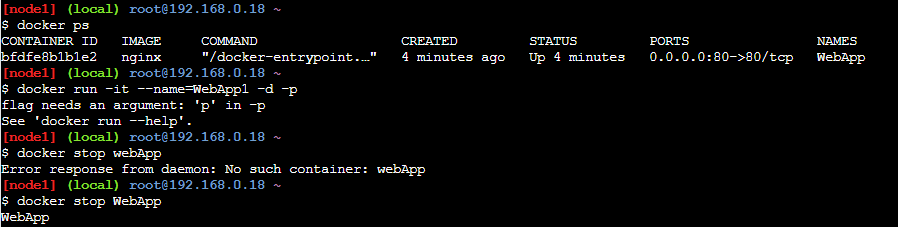 [node1] (local) root@192.168.0.18 ~
$ docker ps
CONTAINER ID   IMAGE     COMMAND                  CREATED         STATUS         PORTS                NAMES
bfdfe8b1b1e2   nginx     "/docker-entrypoint.…"   4 minutes ago   Up 4 minutes   0.0.0.0:80->80/tcp   WebApp
[node1] (local) root@192.168.0.18 ~
$ docker run -it --name=WebApp1 -d -p
flag needs an argument: 'p' in -p
See 'docker run --help'.
[node1] (local) root@192.168.0.18 ~
$ docker stop webApp
Error response from daemon: No such container: webApp
[node1] (local) root@192.168.0.18 ~
$ docker stop WebApp
WebApp